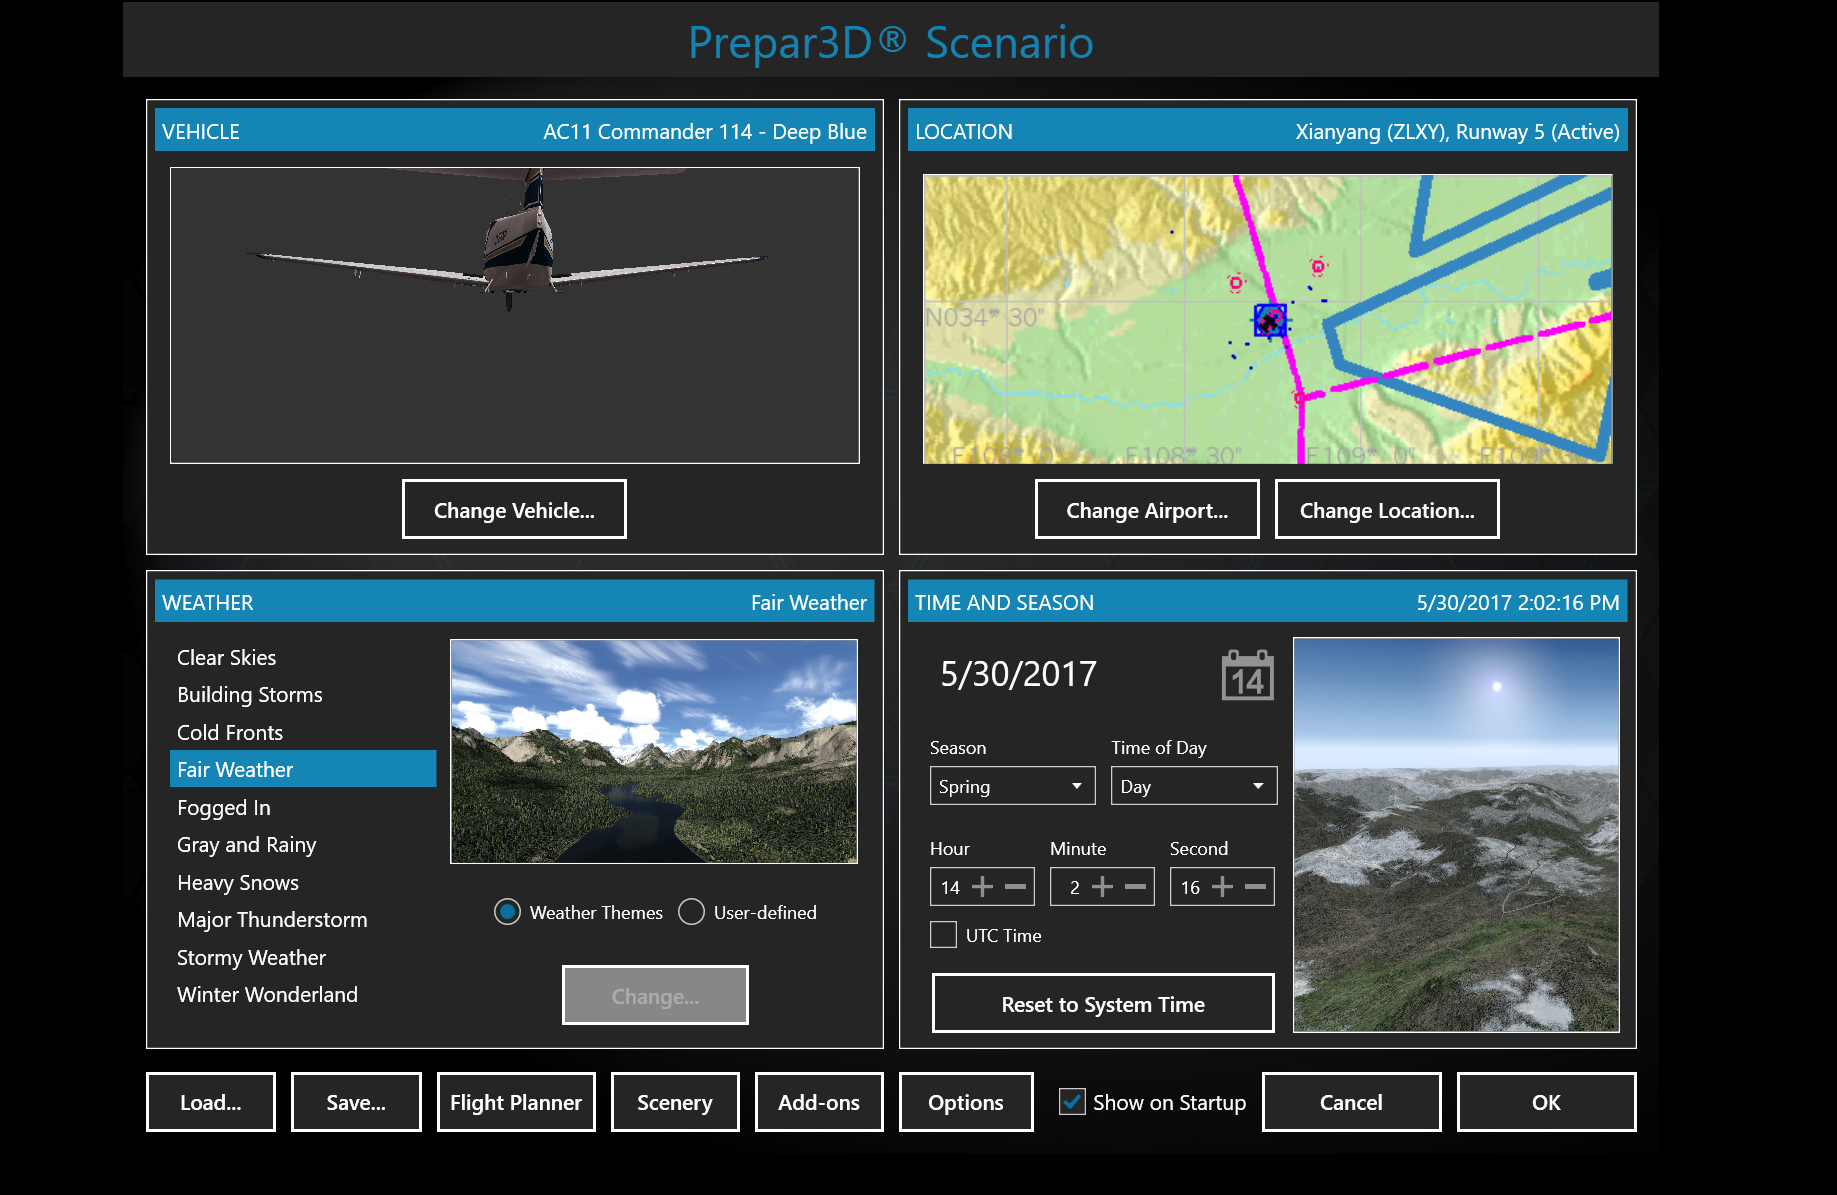 Prepar3D® Scenario
VEHICLE
AC11 Commander 114 - Deep Blue
Change Vehicle...
LOCATION
Xianyang (ZLXY), Runway 5 (Active)
N034* 30"
E108* 0"
E108* 30"
E109* 0"
Change Airport...
Change Location...
WEATHER
Fair Weather
Clear Skies
Building Storms
Cold Fronts
Fair Weather
Fogged In
Gray and Rainy
Heavy Snows
Major Thunderstorm
Stormy Weather
Winter Wonderland
Weather Themes
User-defined
Change...
TIME AND SEASON
5/30/2017 2:02:16 PM
5/30/2017
14
Season
Time of Day
Spring
Day
Hour
Minute
Second
14
2
16
UTC Time
Reset to System Time
Load...
Save...
Flight Planner
Scenery
Add-ons
Options
Show on Startup
Cancel
OK